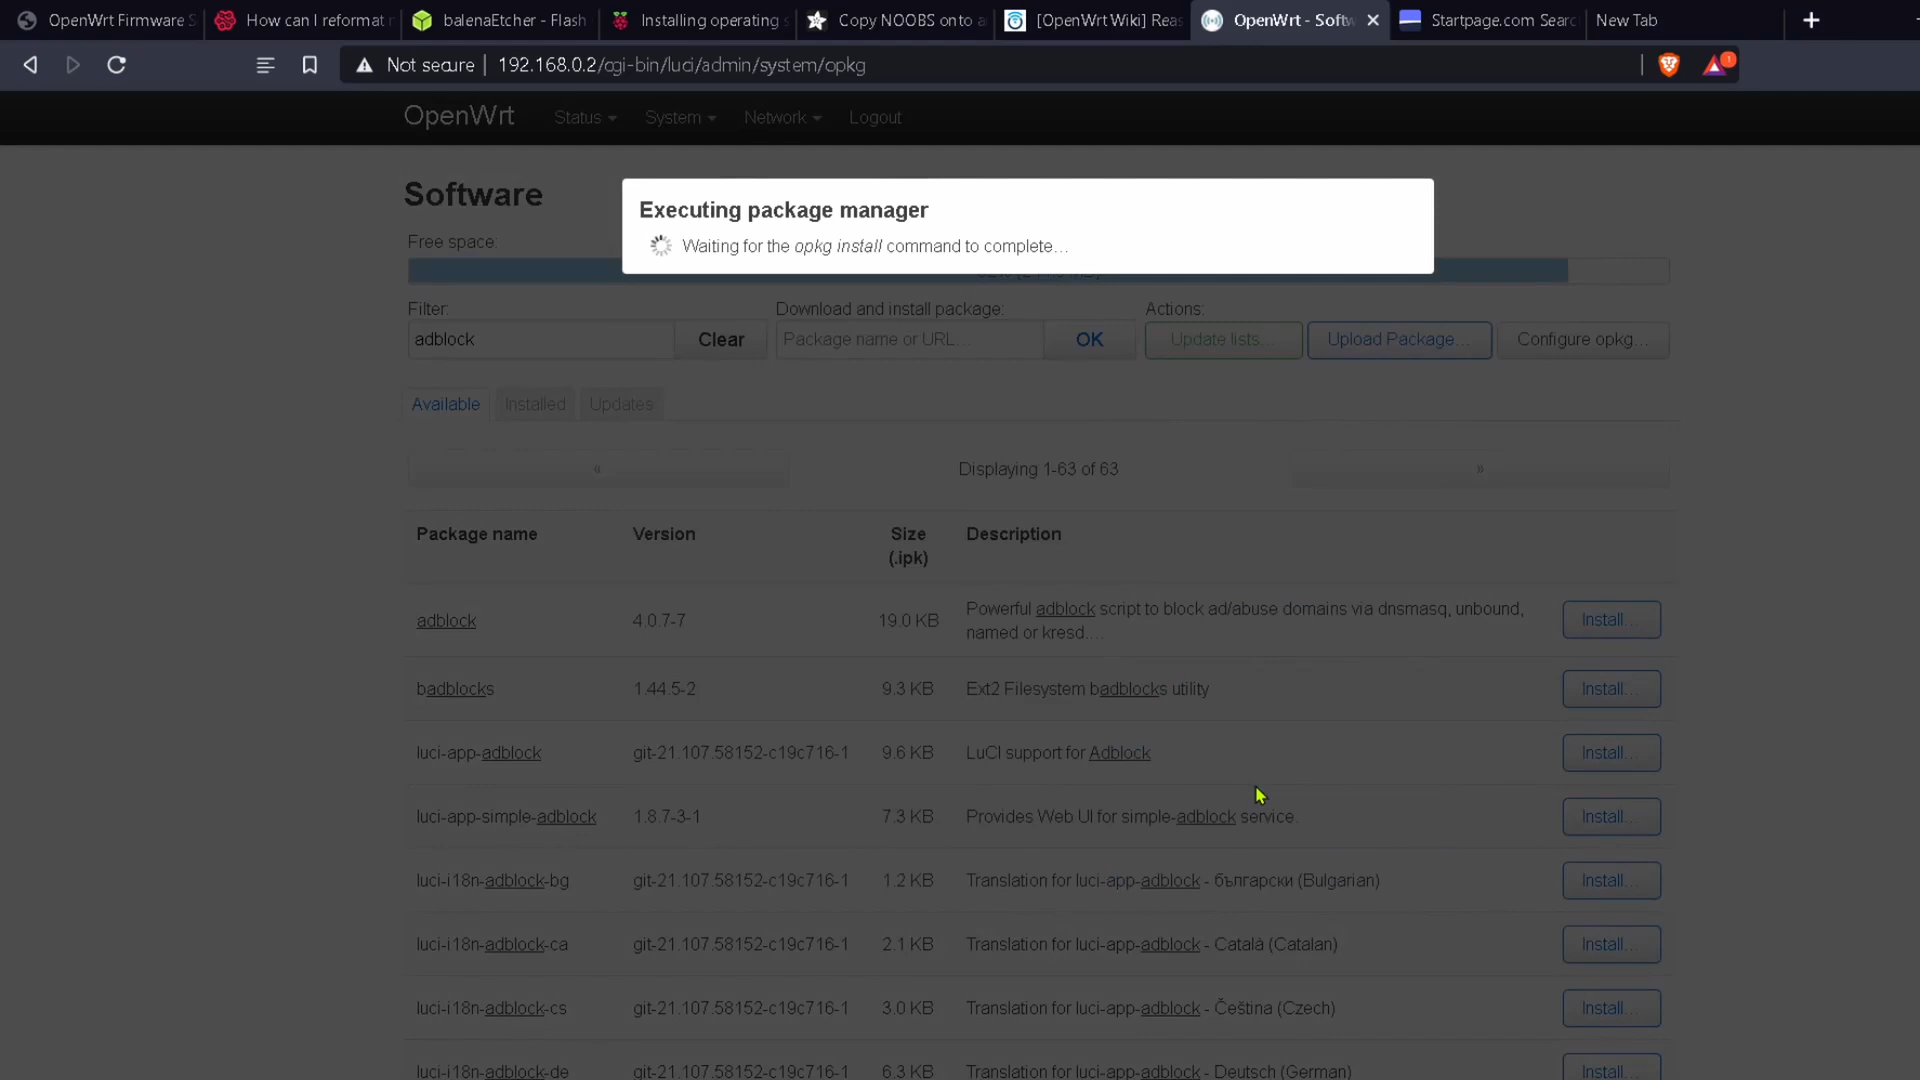 OpenWrt Firmware S
How can I reformat r
balenaEtcher - Flash
Installing operating s
Copy NOOBS onto a
[OpenWrt Wiki] Reas
OpenWrt - Softw
Startpage.com Searc
New Tab
Not secure | 192.168.0.2/cgi-bin/luci/admin/system/opkg
1
OpenWrt Status System Network Logout
Software
Executing package manager
Waiting for the opkg install command to complete…
Free space:
Filter: Download and install package: Actions:
adblock Clear Package name or URL… OK Update lists… Upload Package… Configure opkg…
Available Installed Updates
« Displaying 1-63 of 63 »
Package name Version Size (.ipk) Description
adblock 4.0.7-7 19.0 KB Powerful adblock script to block ad/abuse domains via dnsmasq, unbound,
named or kresd.… Install…
badblocks 1.44.5-2 9.3 KB Ext2 Filesystem badblocks utility Install…
luci-app-adblock git-21.107.58152-c19c716-1 9.6 KB LuCI support for Adblock Install…
luci-app-simple-adblock 1.8.7-3-1 7.3 KB Provides Web UI for simple-adblock service. Install…
luci-i18n-adblock-bg git-21.107.58152-c19c716-1 1.2 KB Translation for luci-app-adblock - български (Bulgarian) Install…
luci-i18n-adblock-ca git-21.107.58152-c19c716-1 2.1 KB Translation for luci-app-adblock - Català (Catalan) Install…
luci-i18n-adblock-cs git-21.107.58152-c19c716-1 3.0 KB Translation for luci-app-adblock - Čeština (Czech) Install…
luci-i18n-adblock-de git-21.107.58152-c19c716-1 6.3 KB Translation for luci-app-adblock - Deutsch (German) Install…